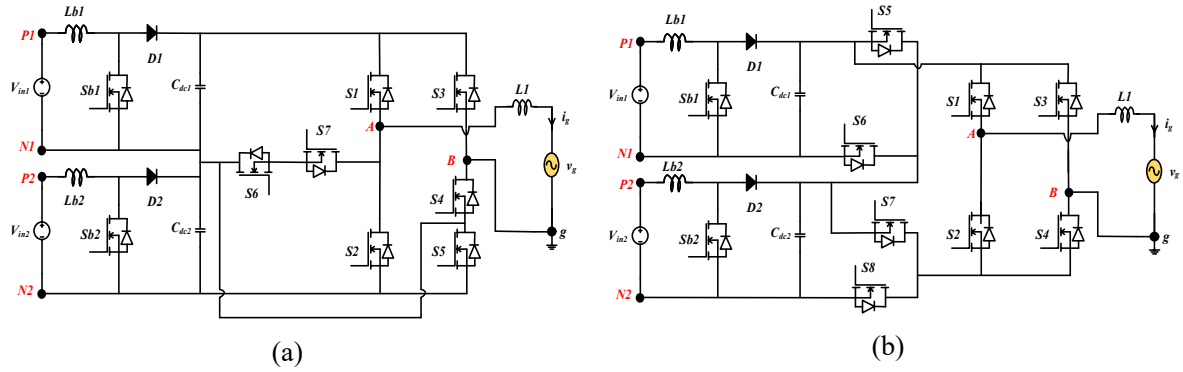 P1
Lb1
D1
Vin1
Sb1
Cdc1
S1
S3
L1
ig
A
N1
S7
S6
B
vg
P2
Lb2
D2
S4
Vin2
Sb2
Cdc2
S2
S5
g
N2
(a)
S5
P1
Lb1
D1
Vin1
Sb1
Cdc1
S1
S3
L1
ig
S6
A
N1
P2
Lb2
D2
B
vg
S7
Vin2
Sb2
Cdc2
S2
S4
g
S8
N2
(b)